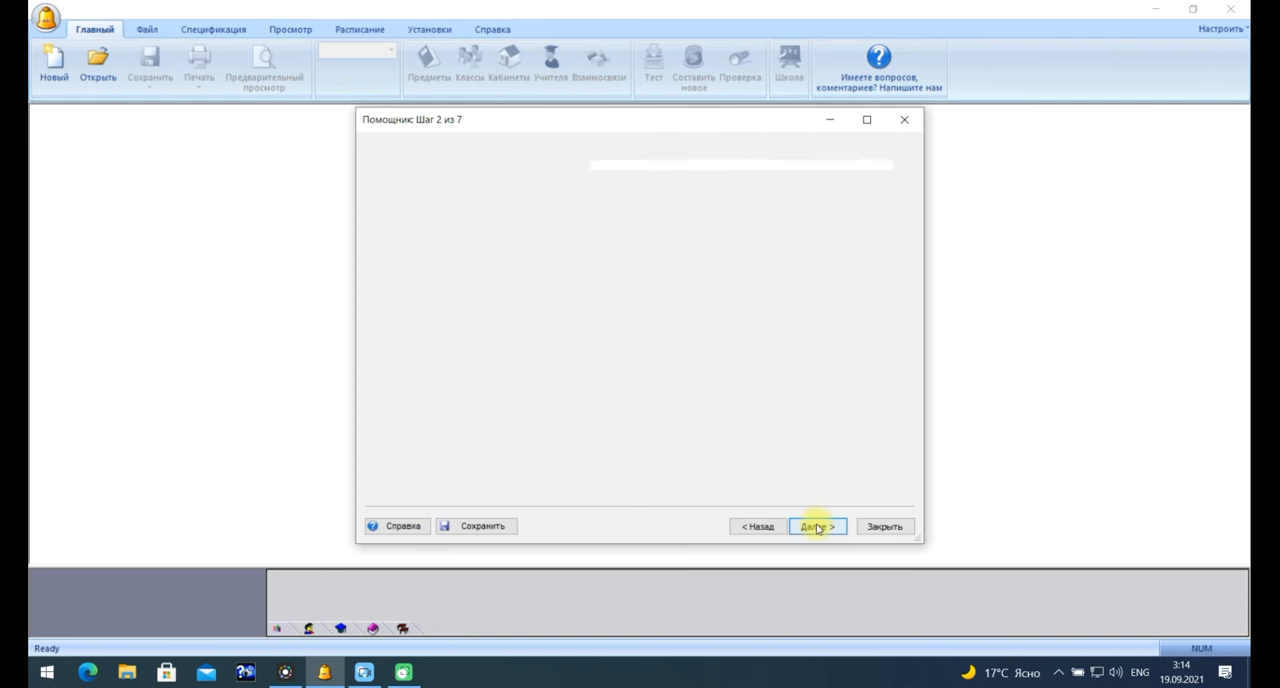 Главный Файл Спецификация Просмотр Расписание Установки Справка Настроить
Новый Открыть Сохранить Печать Предварительный просмотр Предметы Классы Кабинеты Учителя Взаимосвязи Тест Составить новое Проверка Школа Имеете вопросов, коментариев? Напишите нам
Помощник: Шаг 2 из 7
Справка Сохранить < Назад Далее > Закрыть
Ready NUM
17°C Ясно ENG 3:14
19.09.2021